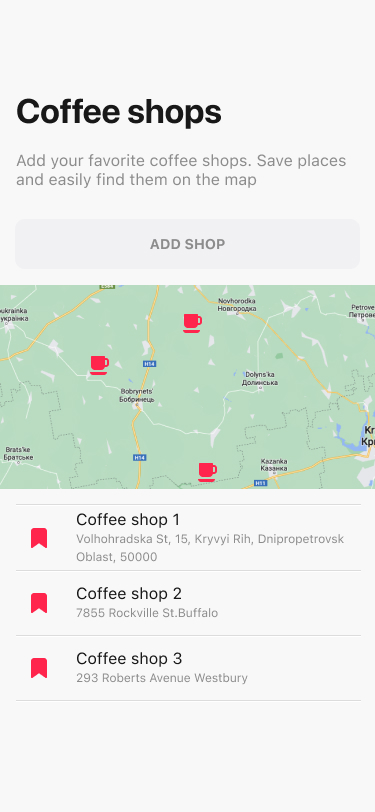 Coffee shops
Add your favorite coffee shops. Save places
and easily find them on the map
ADD SHOP
Novhorodka
Новгородка
Petrove
Петрове
oukrainka
українка
H14
Dolyns'ka
Долинська
Bobrynets'
Бобринець
Brats'ke
Братське
H14
Kazanka
Казанка
H11
Kr
Кр
Coffee shop 1
Volhohradska St, 15, Kryvyi Rih, Dnipropetrovsk
Oblast, 50000
Coffee shop 2
7855 Rockville St.Buffalo
Coffee shop 3
293 Roberts Avenue Westbury